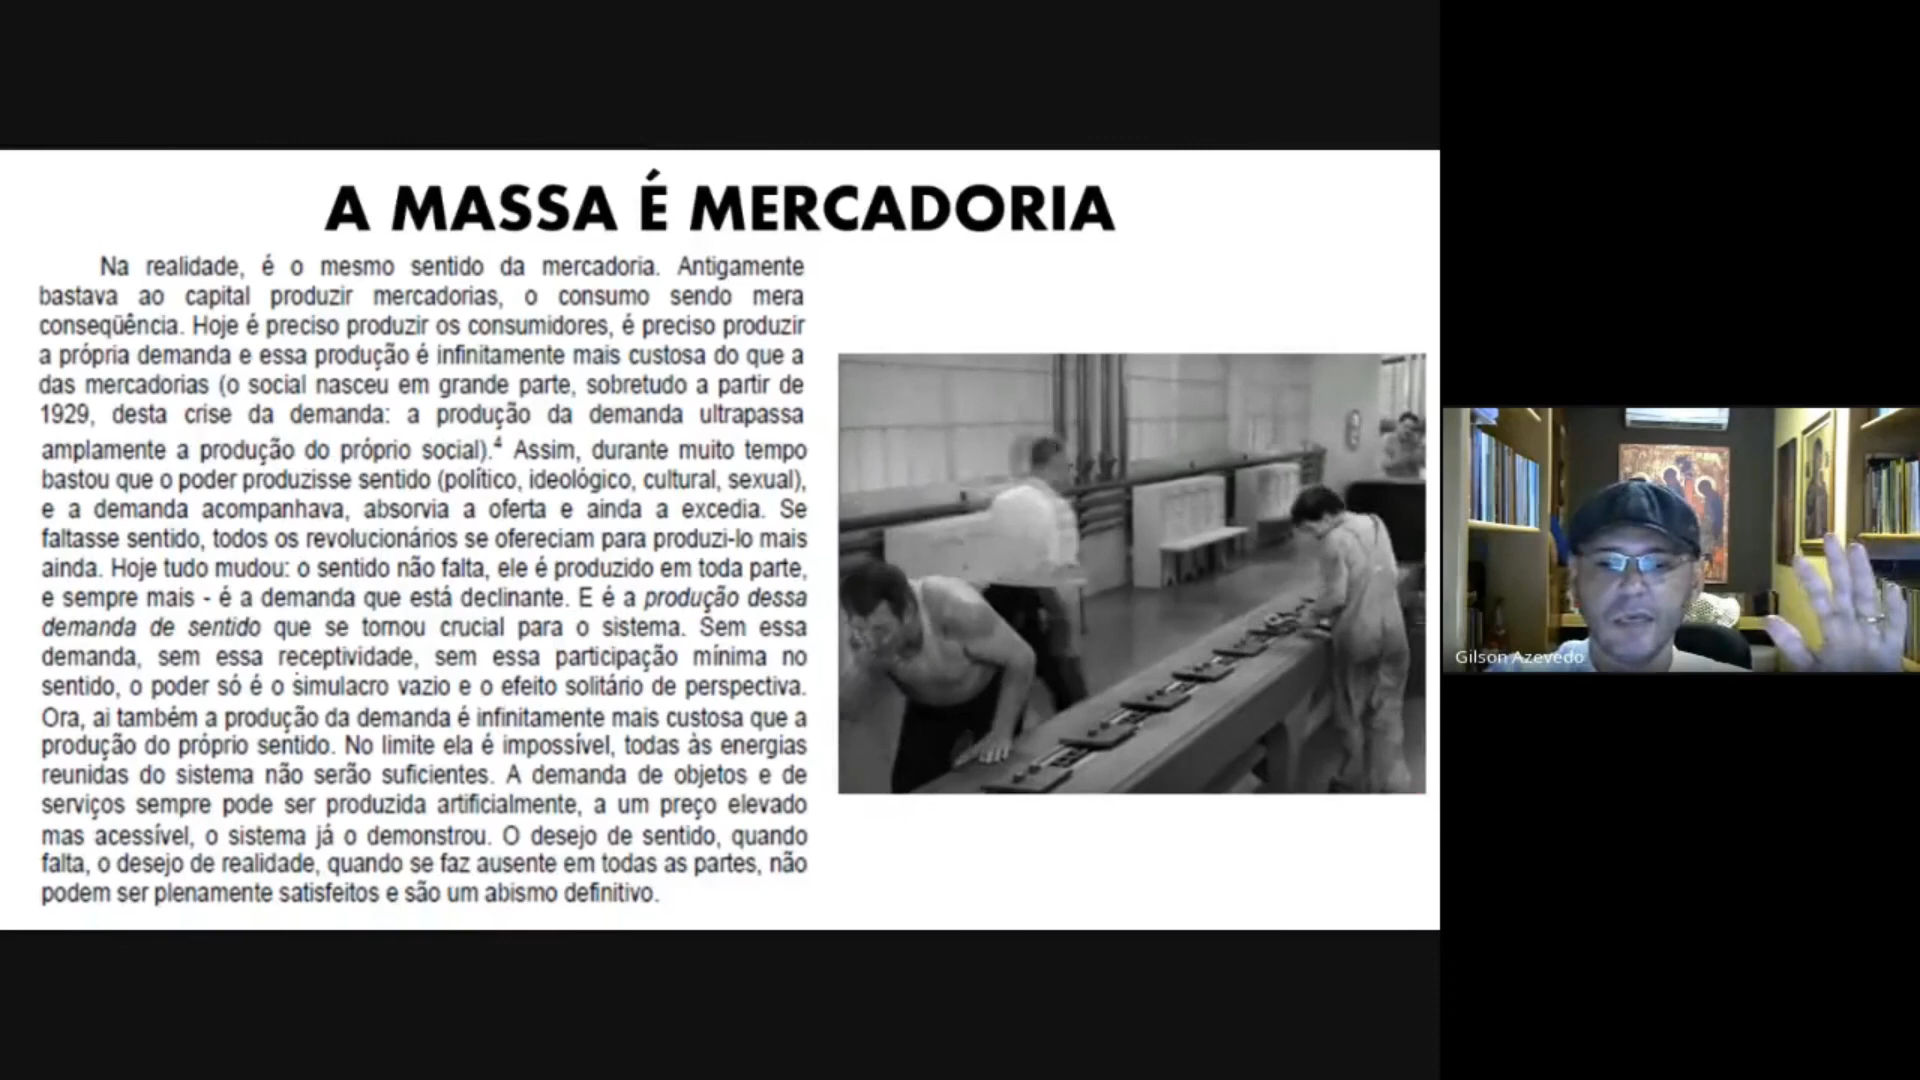 A MASSA É MERCADORIA
Na realidade, é o mesmo sentido da mercadoria. Antigamente
bastava ao capital produzir mercadorias, o consumo sendo mera
conseqüência. Hoje é preciso produzir os consumidores, é preciso produzir
a própria demanda e essa produção é infinitamente mais custosa do que a
das mercadorias (o social nasceu em grande parte, sobretudo a partir de
1929, desta crise da demanda: a produção da demanda ultrapassa
amplamente a produção do próprio social).⁴ Assim, durante muito tempo
bastou que o poder produzisse sentido (político, ideológico, cultural, sexual),
e a demanda acompanhava, absorvia a oferta e ainda a excedia. Se
faltasse sentido, todos os revolucionários se ofereciam para produzi-lo mais
ainda. Hoje tudo mudou: o sentido não falta, ele é produzido em toda parte,
e sempre mais - é a demanda que está declinante. E é a produção dessa
demanda de sentido que se tornou crucial para o sistema. Sem essa
demanda, sem essa receptividade, sem essa participação mínima no
sentido, o poder só é o simulacro vazio e o efeito solitário de perspectiva.
Ora, ai também a produção da demanda é infinitamente mais custosa que a
produção do próprio sentido. No limite ela é impossível, todas às energias
reunidas do sistema não serão suficientes. A demanda de objetos e de
serviços sempre pode ser produzida artificialmente, a um preço elevado
mas acessível, o sistema já o demonstrou. O desejo de sentido, quando
falta, o desejo de realidade, quando se faz ausente em todas as partes, não
podem ser plenamente satisfeitos e são um abismo definitivo.
Gilson Azevedo